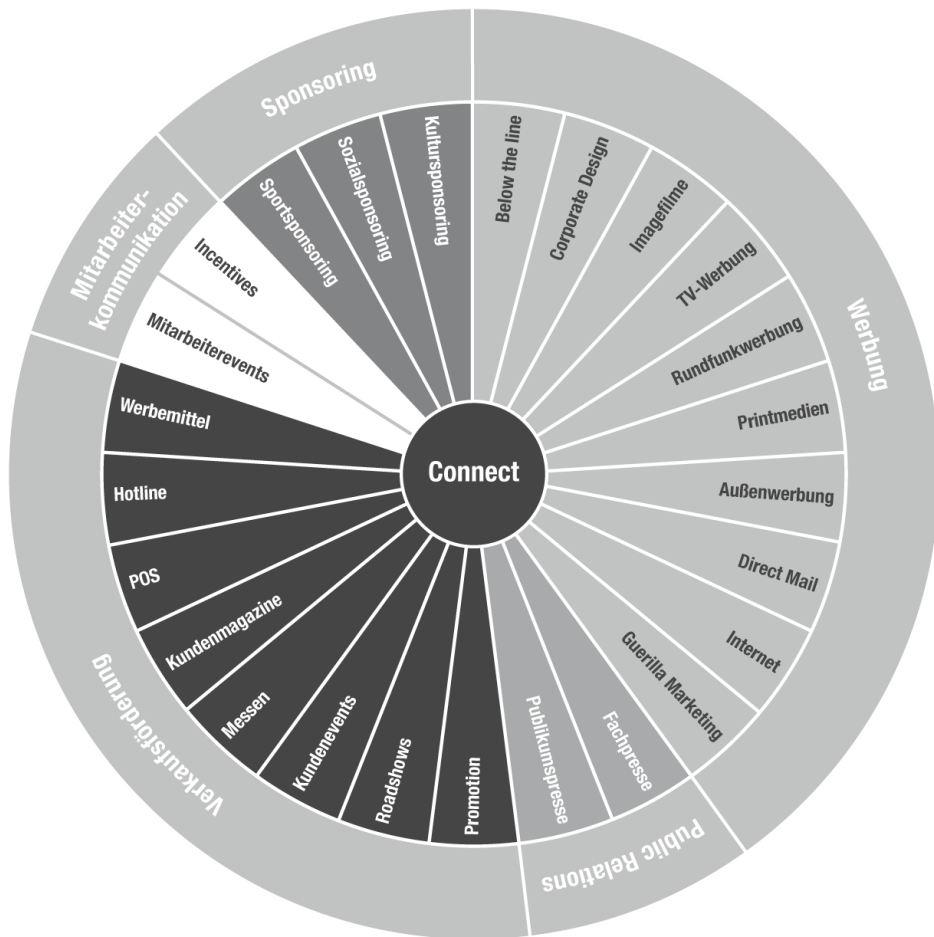 Sponsoring
Mitarbeiter-
kommunikation
Werbung
Verkaufsförderung
Public Relations
Connect
Below the line
Corporate Design
Imagefilme
TV-Werbung
Rundfunkwerbung
Printmedien
Außenwerbung
Direct Mail
Internet
Guerilla Marketing
Fachpresse
Publikumspresse
Promotion
Roadshows
Kundenevents
Messen
Kundenmagazine
POS
Hotline
Werbemittel
Mitarbeiterevents
Incentives
Sportsponsoring
Sozialsponsoring
Kultursponsoring